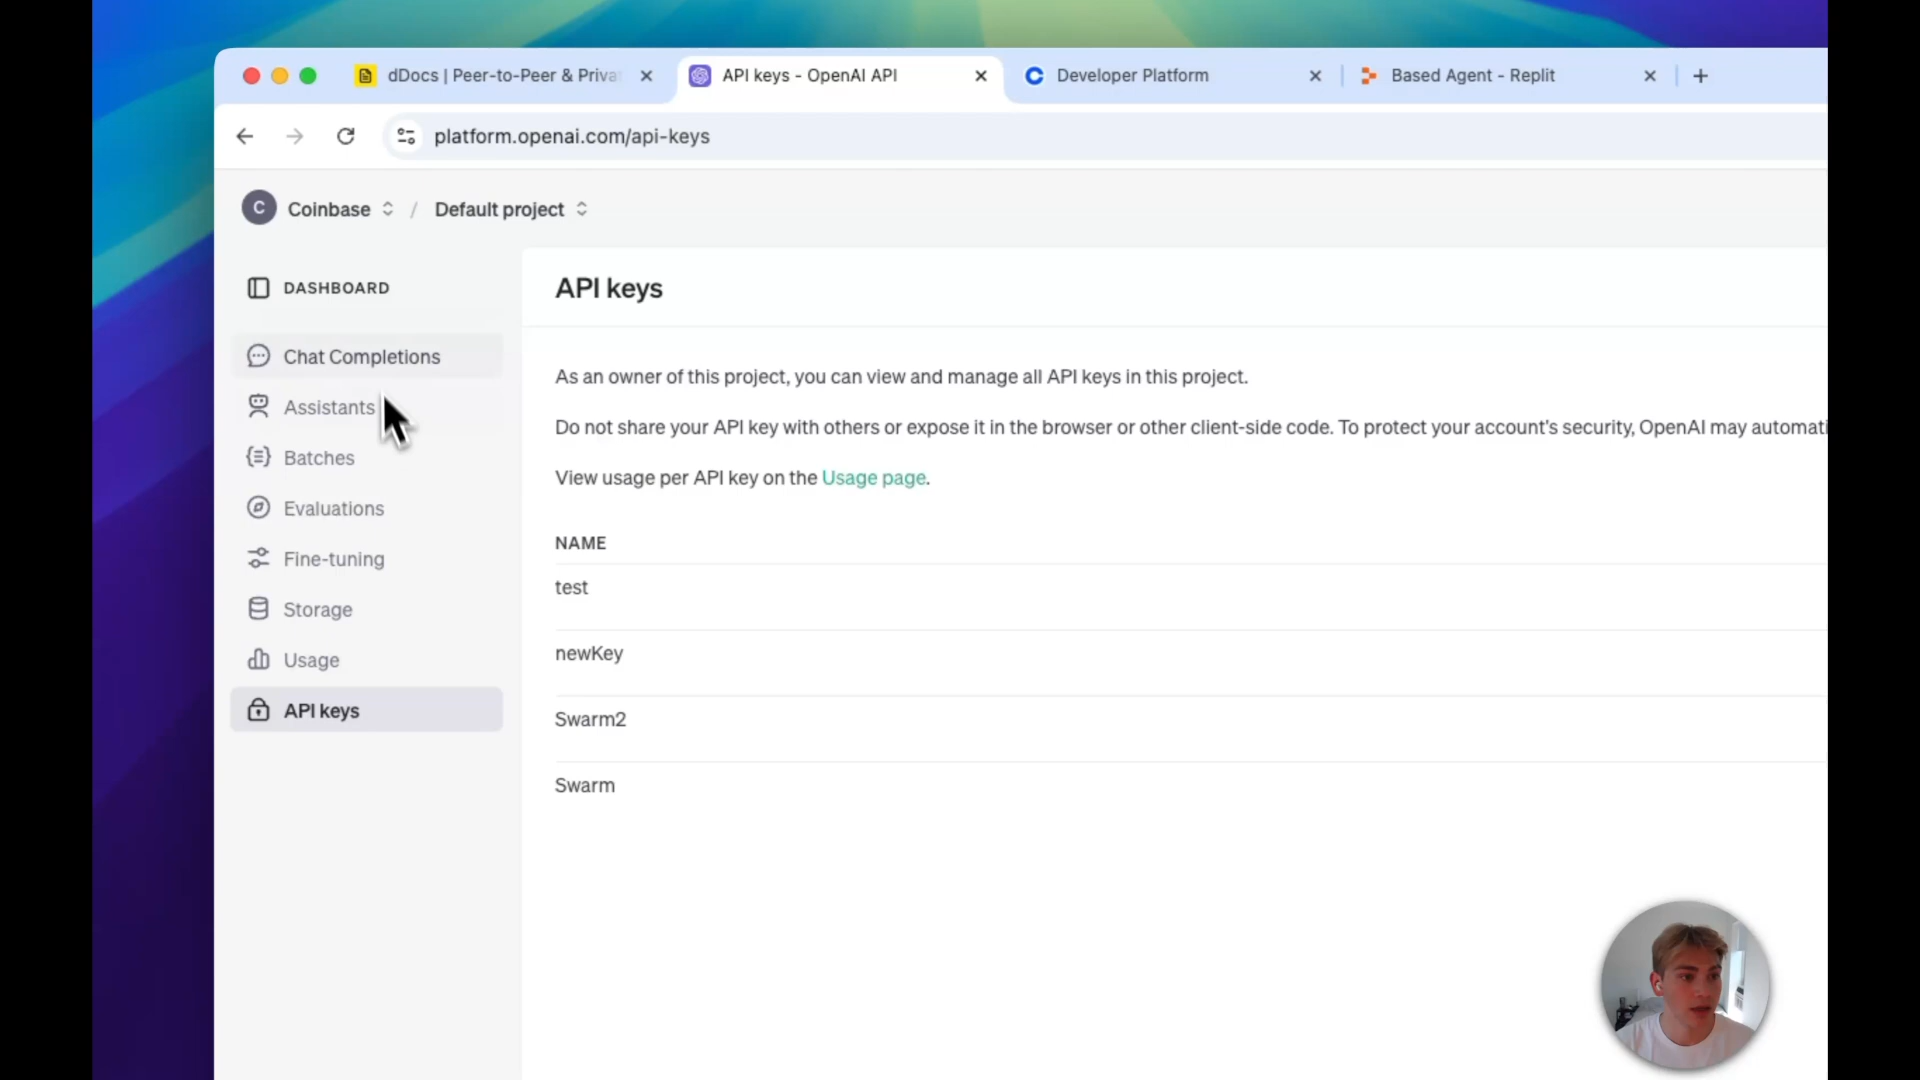 dDocs | Peer-to-Peer & Priva
API keys - OpenAI API
Developer Platform
Based Agent - Replit
platform.openai.com/api-keys
C Coinbase / Default project
DASHBOARD
Chat Completions
Assistants
Batches
Evaluations
Fine-tuning
Storage
Usage
API keys
API keys
As an owner of this project, you can view and manage all API keys in this project.
Do not share your API key with others or expose it in the browser or other client-side code. To protect your account's security, OpenAI may automati
View usage per API key on the Usage page.
NAME
test
newKey
Swarm2
Swarm